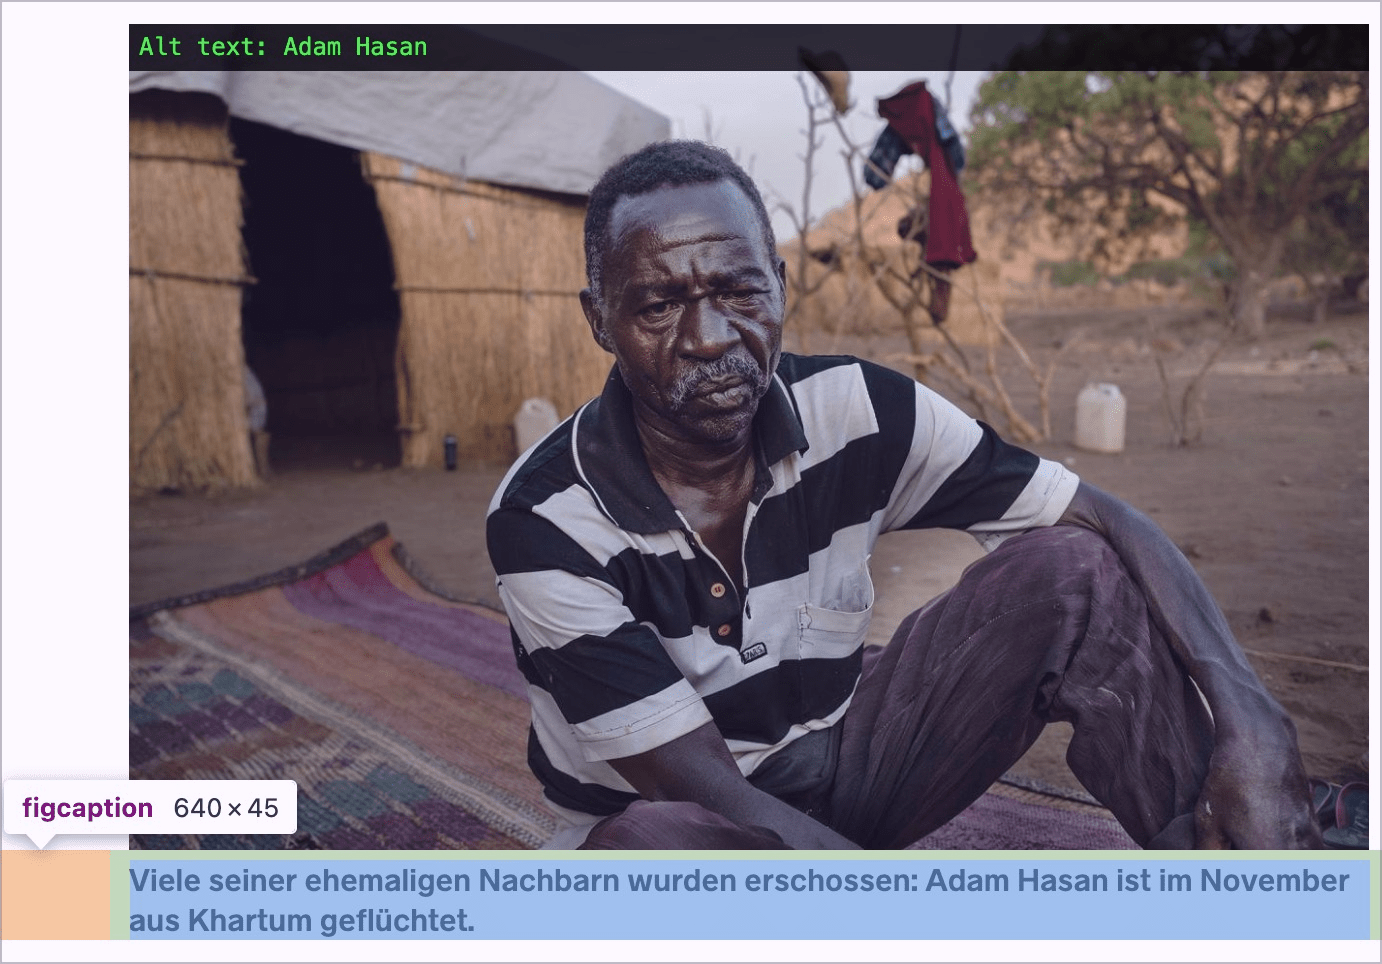 Alt text: Adam Hasan
figcaption 640 × 45
Viele seiner ehemaligen Nachbarn wurden erschossen: Adam Hasan ist im November
aus Khartum geflüchtet.